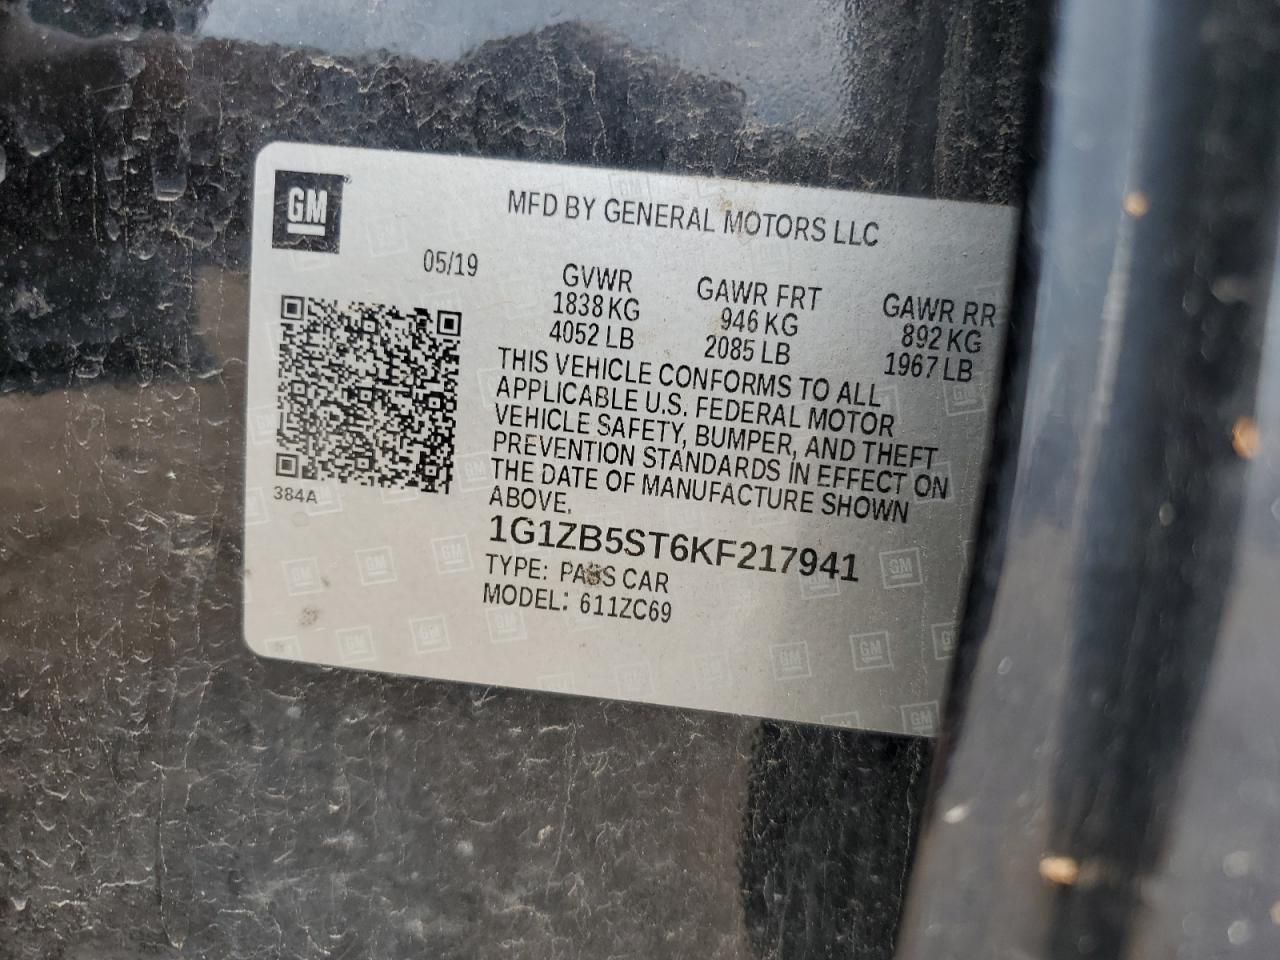 GM
MFD BY GENERAL MOTORS LLC
05/19
GVWR GAWR FRT GAWR RR
1838 KG 946 KG 892 KG
4052 LB 2085 LB 1967 LB
THIS VEHICLE CONFORMS TO ALL
APPLICABLE U.S. FEDERAL MOTOR
VEHICLE SAFETY, BUMPER, AND THEFT
PREVENTION STANDARDS IN EFFECT ON
THE DATE OF MANUFACTURE SHOWN
ABOVE.
384A
1G1ZB5ST6KF217941
TYPE: PASS CAR
MODEL: 611ZC69